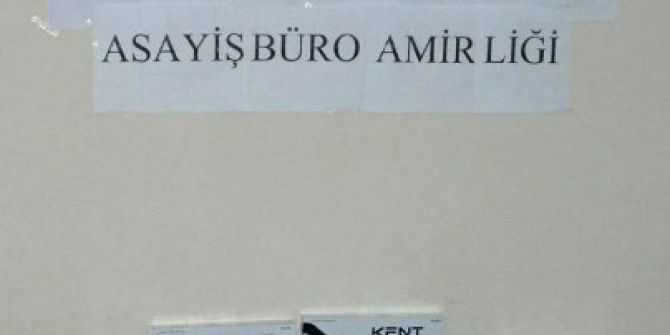 ASAYİŞ BÜRO AMİRLİĞİ
KENT